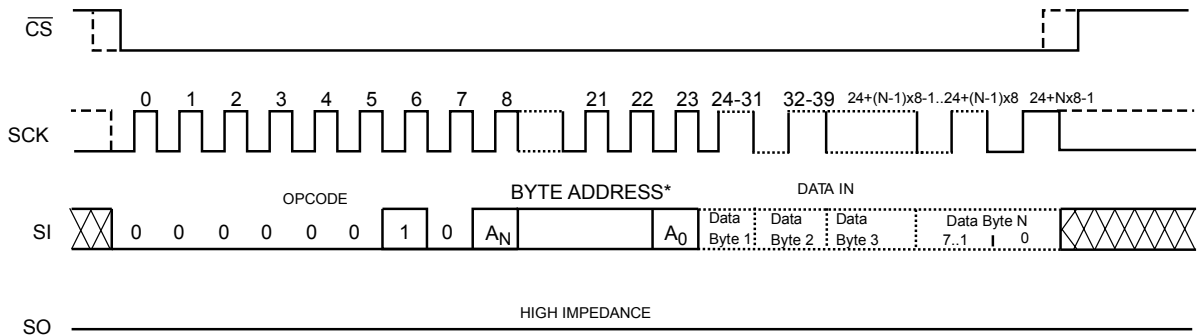 CS
0 1 2 3 4 5 6 7 8 21 22 23 24-31 32-39 24+(N-1)x8-1..24+(N-1)x8 24+Nx8-1
SCK
OPCODE BYTE ADDRESS* DATA IN
SI 0 0 0 0 0 0 1 0 AN A0 Data Byte 1 Data Byte 2 Data Byte 3 Data Byte N 7..1 0
HIGH IMPEDANCE
SO